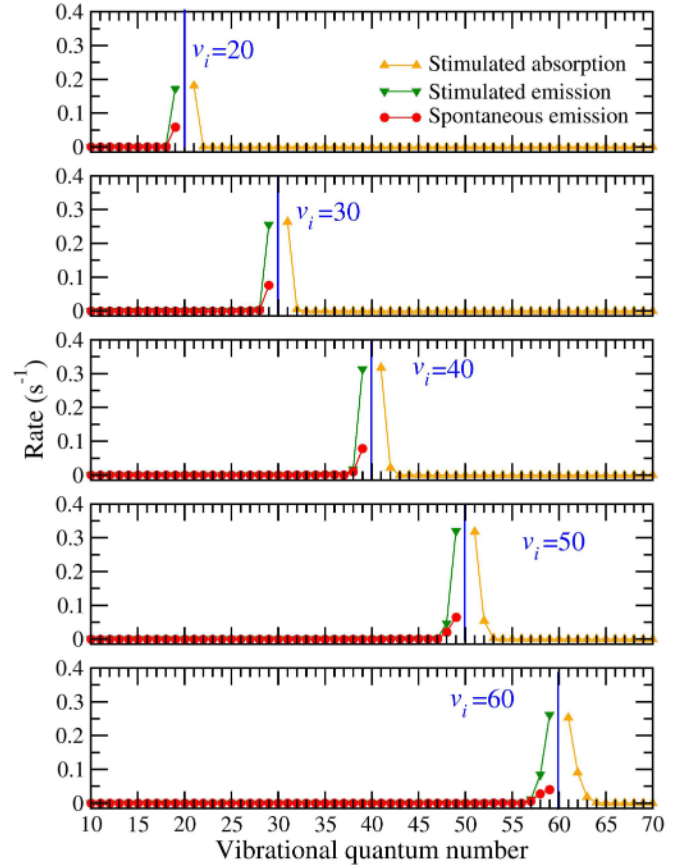 0.4
0.3
0.2
0.1
0
v_i=20
Stimulated absorption
Stimulated emission
Spontaneous emission
0.4
0.3
0.2
0.1
0
v_i=30
0.4
0.3
0.2
0.1
0
v_i=40
0.4
0.3
0.2
0.1
0
v_i=50
0.4
0.3
0.2
0.1
0
v_i=60
Rate (s⁻¹)
10 15 20 25 30 35 40 45 50 55 60 65 70
Vibrational quantum number